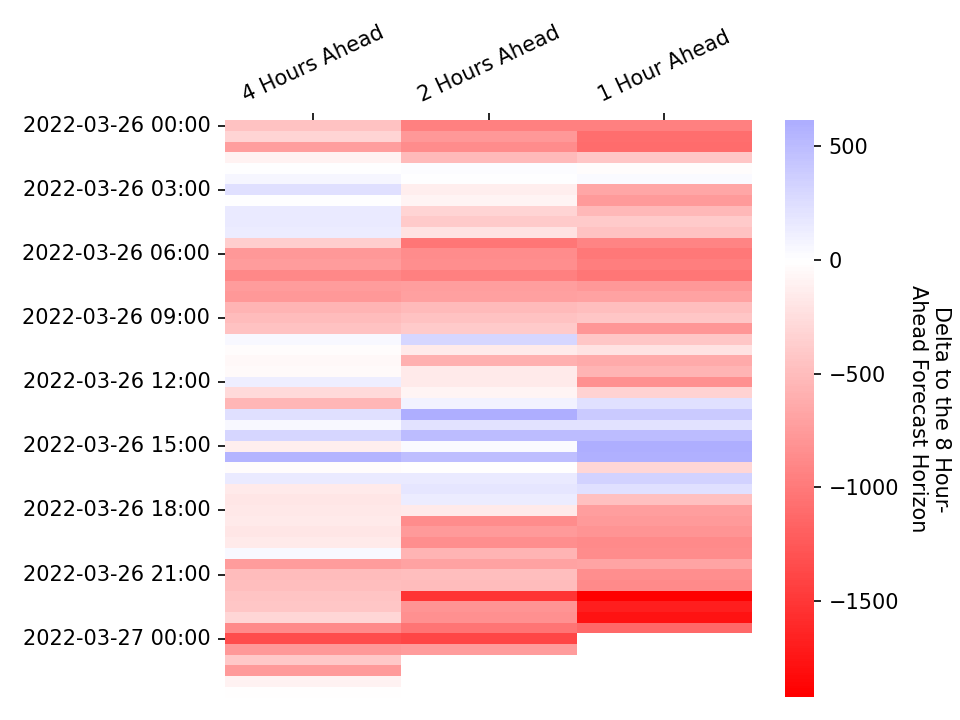 4 Hours Ahead
2 Hours Ahead
1 Hour Ahead
2022-03-26 00:00
2022-03-26 03:00
2022-03-26 06:00
2022-03-26 09:00
2022-03-26 12:00
2022-03-26 15:00
2022-03-26 18:00
2022-03-26 21:00
2022-03-27 00:00
500
0
−500
−1000
−1500
Delta to the 8 Hour-
Ahead Forecast Horizon